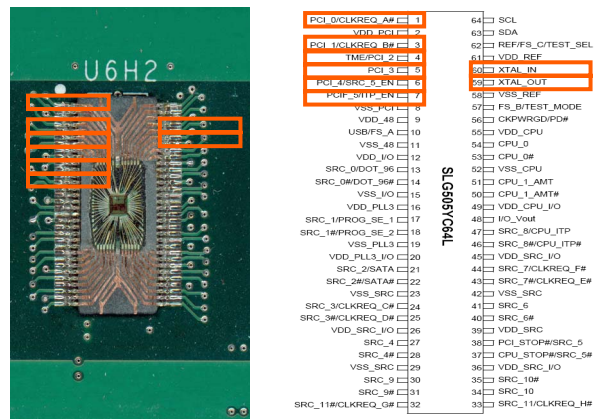 U6H2
PCI_0/CLKREQ_A# 1
VDD_PCI 2
PCI_1/CLKREQ_B# 3
TME/PCI_2 4
PCI_3 5
PCI_4/SRC_5_EN 6
PCIF_5/ITP_EN 7
VSS_PCI 8
VDD_48 9
USB/FS_A 10
VSS_48 11
VDD_I/O 12
SRC_0/DOT_96 13
SRC_0#/DOT_96# 14
VSS_I/O 15
VDD_PLL3 16
SRC_1/PROG_SE_1 17
SRC_1#/PROG_SE_2 18
VSS_PLL3 19
VDD_PLL3_I/O 20
SRC_2/SATA 21
SRC_2#/SATA# 22
VSS_SRC 23
SRC_3/CLKREQ_C# 24
SRC_3#/CLKREQ_D# 25
VDD_SRC_I/O 26
SRC_4 27
SRC_4# 28
VSS_SRC 29
SRC_9 30
SRC_9# 31
SRC_11#/CLKREQ_G# 32
SLG505YC64L
64 SCL
63 SDA
62 REF/FS_C/TEST_SEL
61 VDD_REF
60 XTAL_IN
59 XTAL_OUT
58 VSS_REF
57 FS_B/TEST_MODE
56 CKPWRGD/PD#
55 VDD_CPU
54 CPU_0
53 CPU_0#
52 VSS_CPU
51 CPU_1_AMT
50 CPU_1_AMT#
49 VDD_CPU_I/O
48 I/O_Vout
47 SRC_8/CPU_ITP
46 SRC_8#/CPU_ITP#
45 VDD_SRC_I/O
44 SRC_7/CLKREQ_F#
43 SRC_7#/CLKREQ_E#
42 VSS_SRC
41 SRC_6
40 SRC_6#
39 VDD_SRC
38 PCI_STOP#/SRC_5
37 CPU_STOP#/SRC_5#
36 VDD_SRC_I/O
35 SRC_10#
34 SRC_10
33 SRC_11/CLKREQ_H#